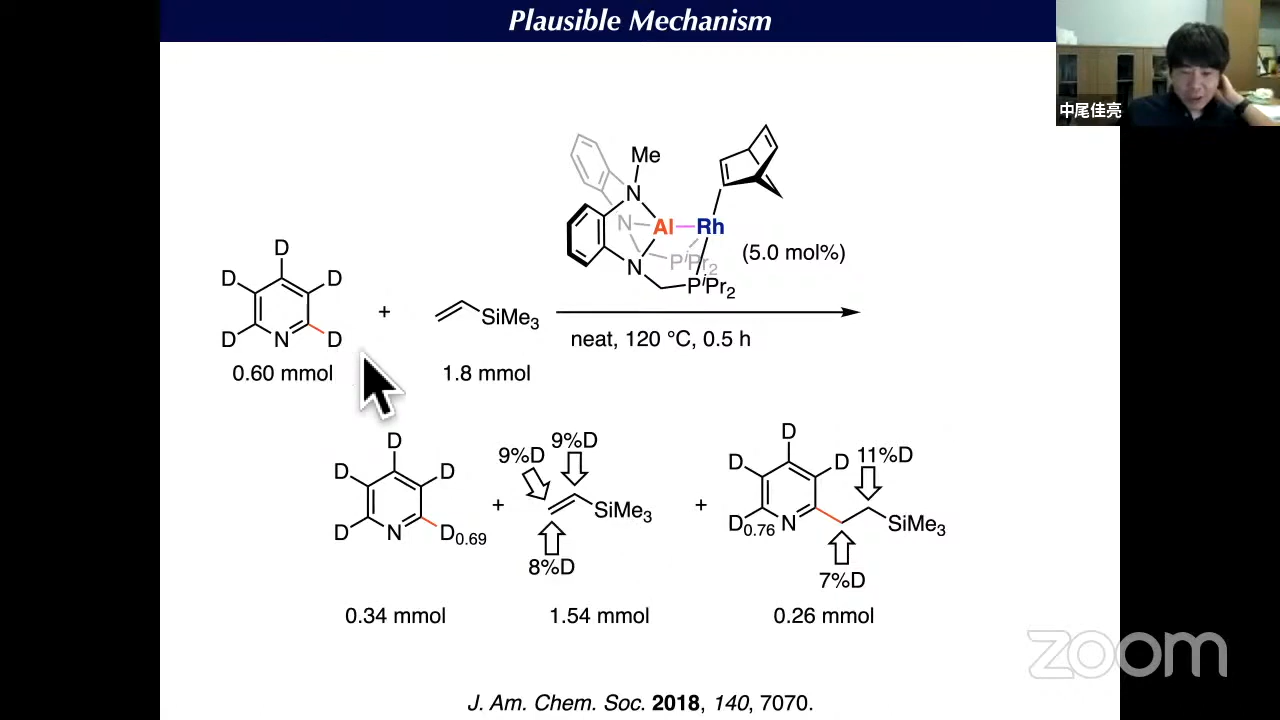 Plausible Mechanism
中尾佳亮
Me
N
N
Al
Rh
N
PiPr2
PiPr2
(5.0 mol%)
D
D
D
D
N
D
+
SiMe3
neat, 120 °C, 0.5 h
0.60 mmol
1.8 mmol
D
D
D
D
N
D0.69
+
9%D
9%D
SiMe3
8%D
+
D
D
D
11%D
D0.76
N
SiMe3
7%D
0.34 mmol
1.54 mmol
0.26 mmol
zoom
J. Am. Chem. Soc. 2018, 140, 7070.